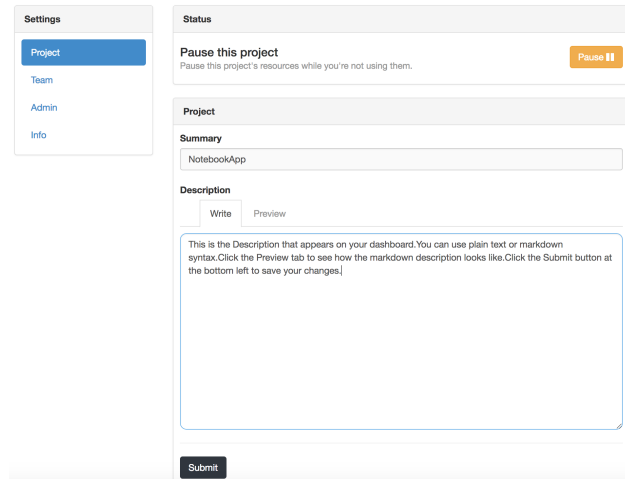 Settings
Project
Team
Admin
Info
Status
Pause this project
Pause this project's resources while you're not using them.
Pause
Project
Summary
NotebookApp
Description
Write Preview
This is the Description that appears on your dashboard.You can use plain text or markdown
syntax.Click the Preview tab to see how the markdown description looks like.Click the Submit button at
the bottom left to save your changes.
Submit